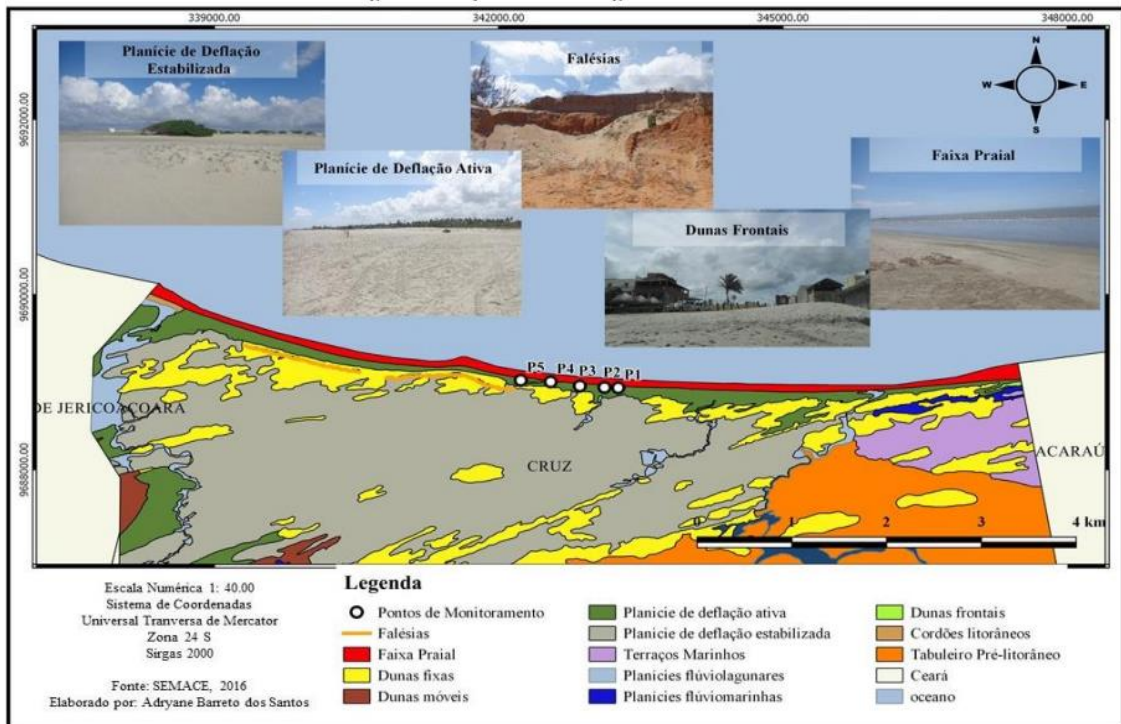 339000.00
342000.00
345000.00
348000.00
9692000.00
9690000.00
9688000.00
Planície de Deflação
Estabilizada
Planície de Deflação Ativa
Falésias
Dunas Frontais
Faixa Praial
N
W
E
S
P5
P4
P3
P2
P1
DE JERICOACOARA
CRUZ
ACARAÚ
0
1
2
3
4 km
Escala Numérica 1: 40.00
Sistema de Coordenadas
Universal Tranversa de Mercator
Zona 24 S
Sirgas 2000
Fonte: SEMACE, 2016
Elaborado por: Adryane Barreto dos Santos
Legenda
Pontos de Monitoramento
Falésias
Faixa Praial
Dunas fixas
Dunas móveis
Planicie de deflação ativa
Planicie de deflação estabilizada
Terraços Marinhos
Planicies flúviolagunares
Planicies flúviomarinhas
Dunas frontais
Cordões litorâneos
Tabuleiro Pré-litorâneo
Ceará
oceano